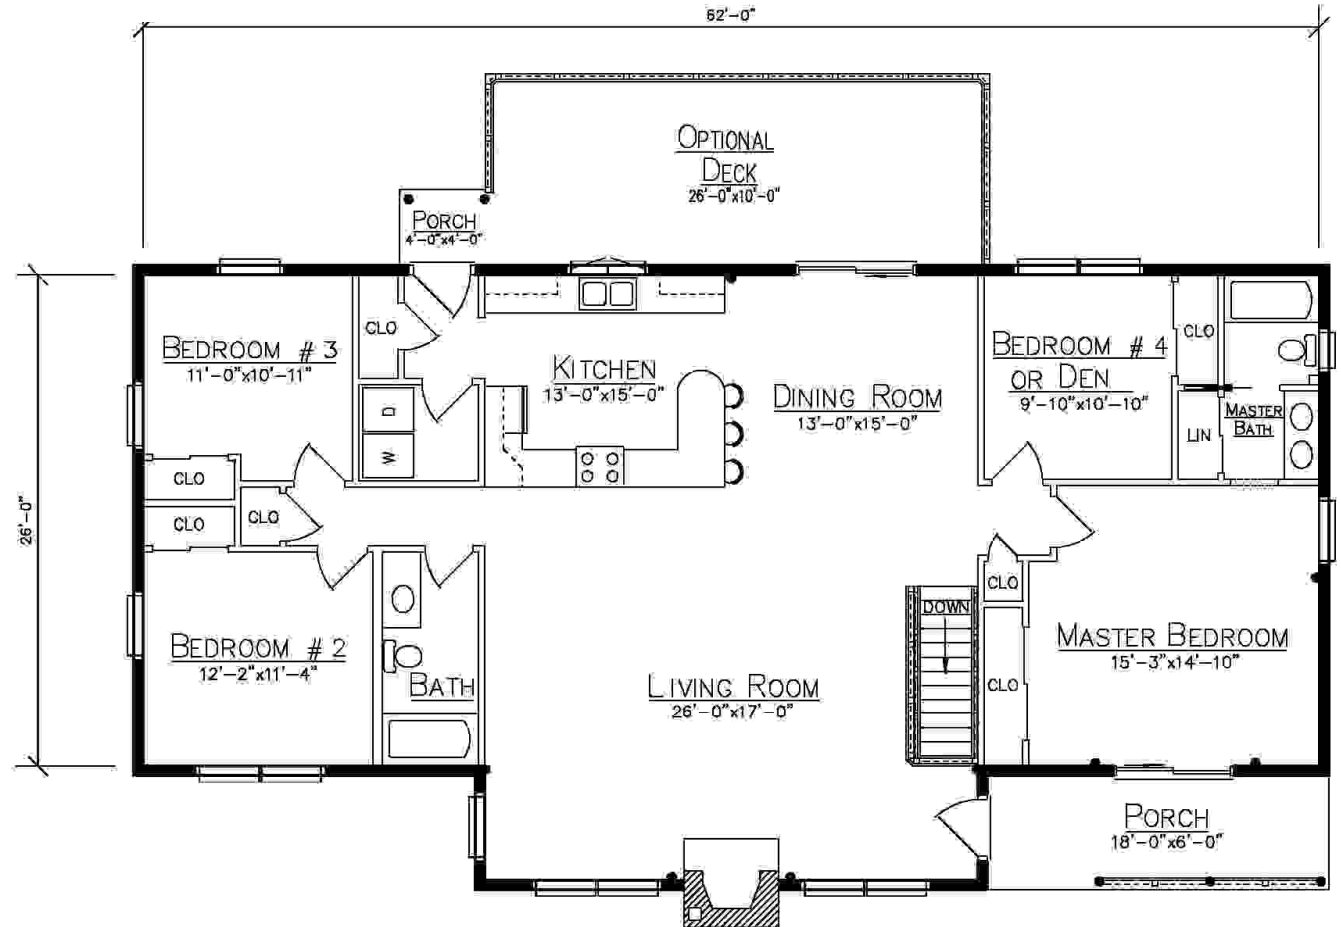 62'-0"
OPTIONAL
DECK
26'-0"x10'-0"
PORCH
4'-0"x4'-0"
CLO
BEDROOM # 3
11'-0"x10'-11"
KITCHEN
13'-0"x15'-0"
DINING ROOM
13'-0"x15'-0"
BEDROOM # 4
OR DEN
9'-10"x10'-10"
CLO
MASTER
BATH
LIN
D
W
CLO
CLO
CLO
26'-0"
BEDROOM # 2
12'-2"x11'-4"
BATH
LIVING ROOM
26'-0"x17'-0"
DOWN
CLO
CLO
MASTER BEDROOM
15'-3"x14'-10"
PORCH
18'-0"x6'-0"